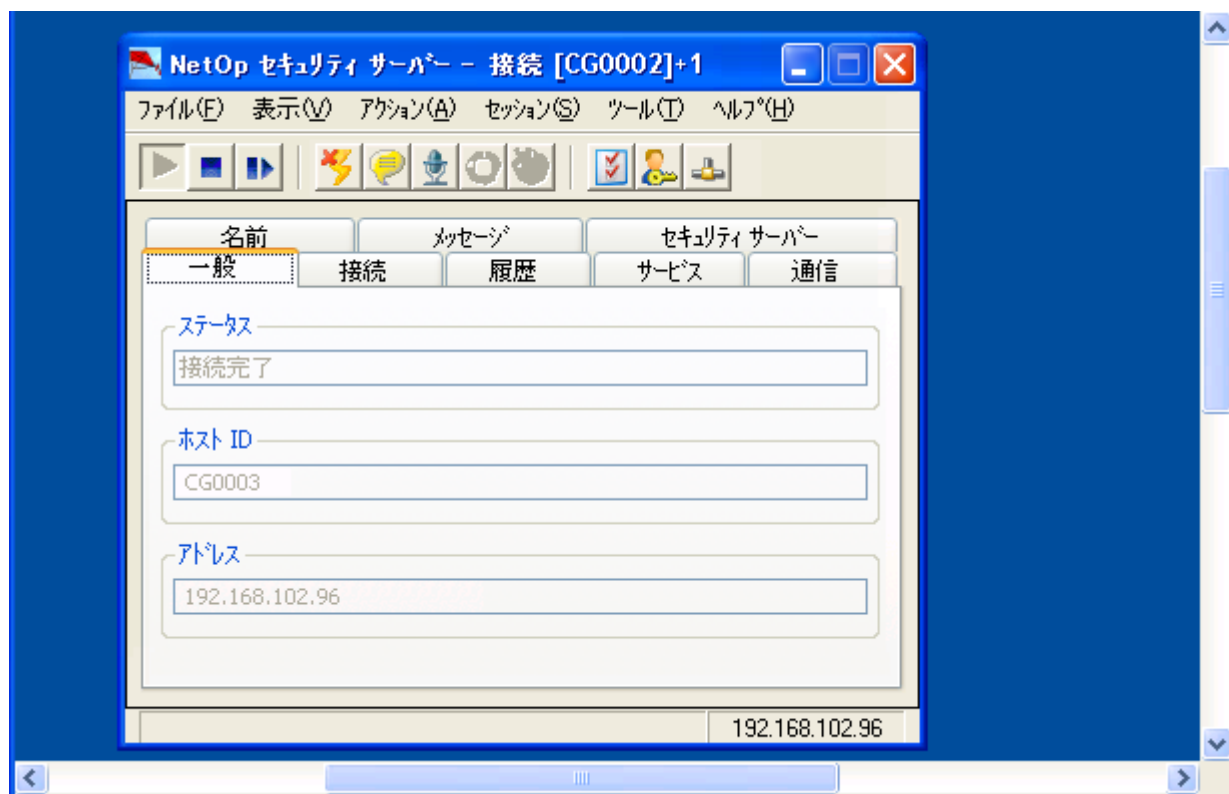 NetOp セキュリティ サーバー - 接続 [CG0002]+1
ファイル(F) 表示(V) アクション(A) セッション(S) ツール(T) ヘルプ(H)
名前 メッセージ セキュリティ サーバー
一般 接続 履歴 サービス 通信
ステータス
接続完了
ホスト ID
CG0003
アドレス
192.168.102.96
192.168.102.96